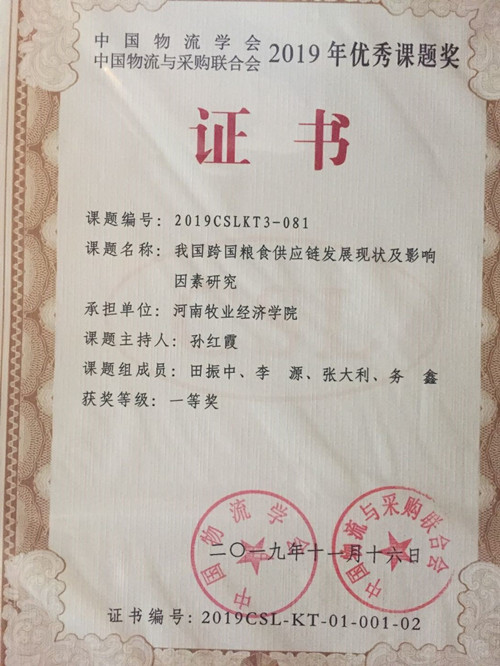 中国物流学会
中国物流与采购联合会 2019年优秀课题奖
证书
课题编号：2019CSLKT3-081
课题名称：我国跨国粮食供应链发展现状及影响
因素研究
承担单位：河南牧业经济学院
课题主持人：孙红霞
课题组成员：田振中、李 源、张大利、务 鑫
获奖等级：一等奖
中国物流学会
中国物流与采购联合会
二〇一九年十一月十六日
证书编号：2019CSL-KT-01-001-02